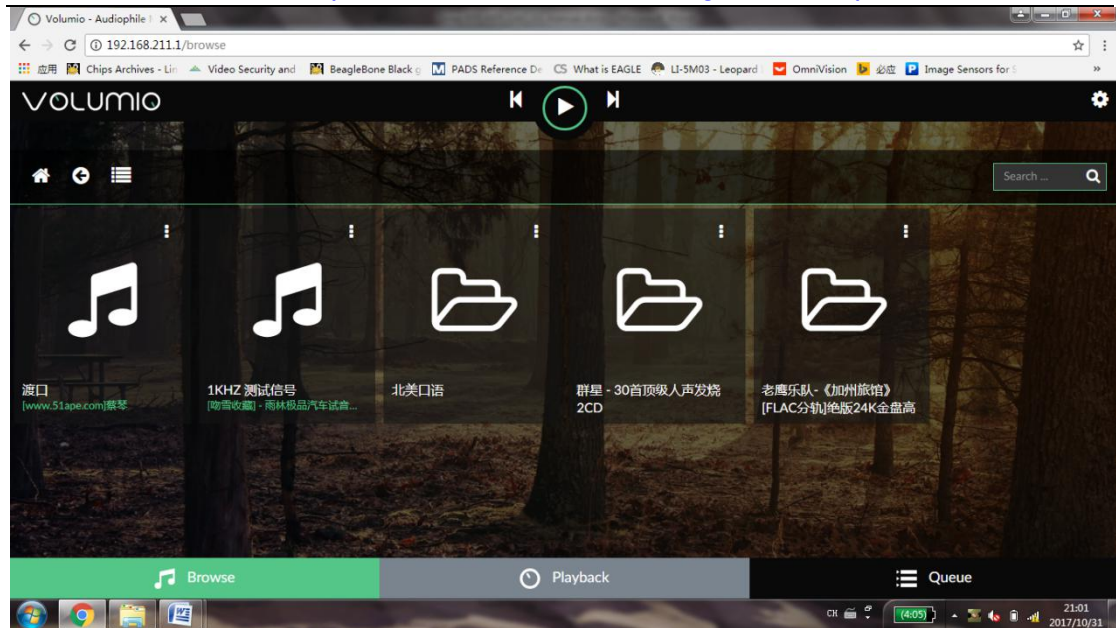 Volumio - Audiophile
192.168.211.1/browse
应用 Chips Archives - Lin Video Security and BeagleBone Black g PADS Reference De CS What is EAGLE LI-5M03 - Leopard OmniVision 必应 Image Sensors for S »
VOLUMIO
Search ...
渡口
[www.51ape.com]蔡琴
1KHZ 测试信号
[吻雪收藏] - 雨林极品汽车试音...
北美口语
群星 - 30首顶级人声发烧
2CD
老鹰乐队-《加州旅馆》
[FLAC分轨]绝版24K金盘高
Browse
Playback
Queue
CH (4:05) 21:01
2017/10/31